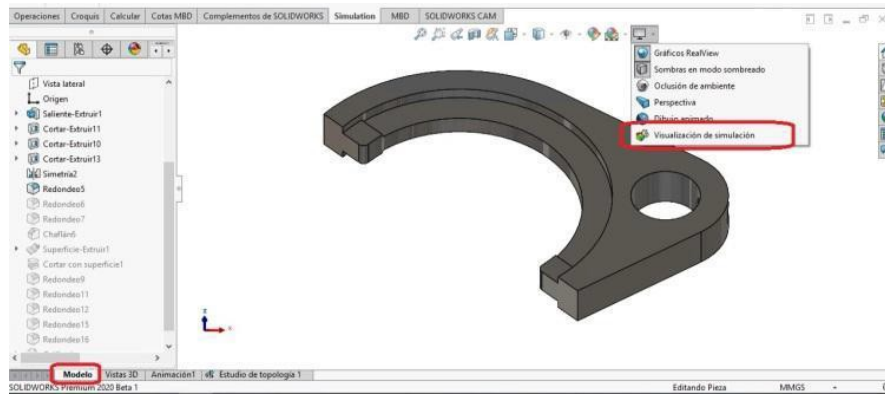 Operaciones Croquis Calcular Cotas MBD Complementos de SOLIDWORKS Simulation MBD SOLIDWORKS CAM
Gráficos RealView
Sombras en modo sombreado
Oclusión de ambiente
Perspectiva
Dibujo animado
Visualización de simulación
Vista lateral
Origen
Saliente-Extruir1
Cortar-Extruir11
Cortar-Extruir10
Cortar-Extruir13
Simetría2
Redondeo5
Redondeo6
Redondeo7
Chaflán6
Superficie-Extruir1
Cortar con superficie1
Redondeo9
Redondeo11
Redondeo12
Redondeo15
Redondeo16
Modelo Vistas 3D Animación1 Estudio de topología 1
SOLIDWORKS Premium 2020 Beta 1 Editando Pieza MMGS